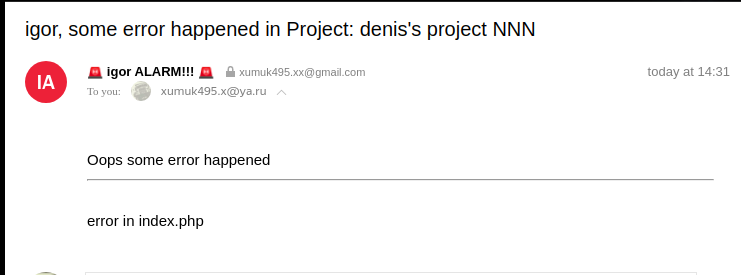 igor, some error happened in Project: denis's project NNN
IA
🚨 igor ALARM!!! 🚨 xumuk495.xx@gmail.com
today at 14:31
To you: xumuk495.x@ya.ru
Oops some error happened
error in index.php